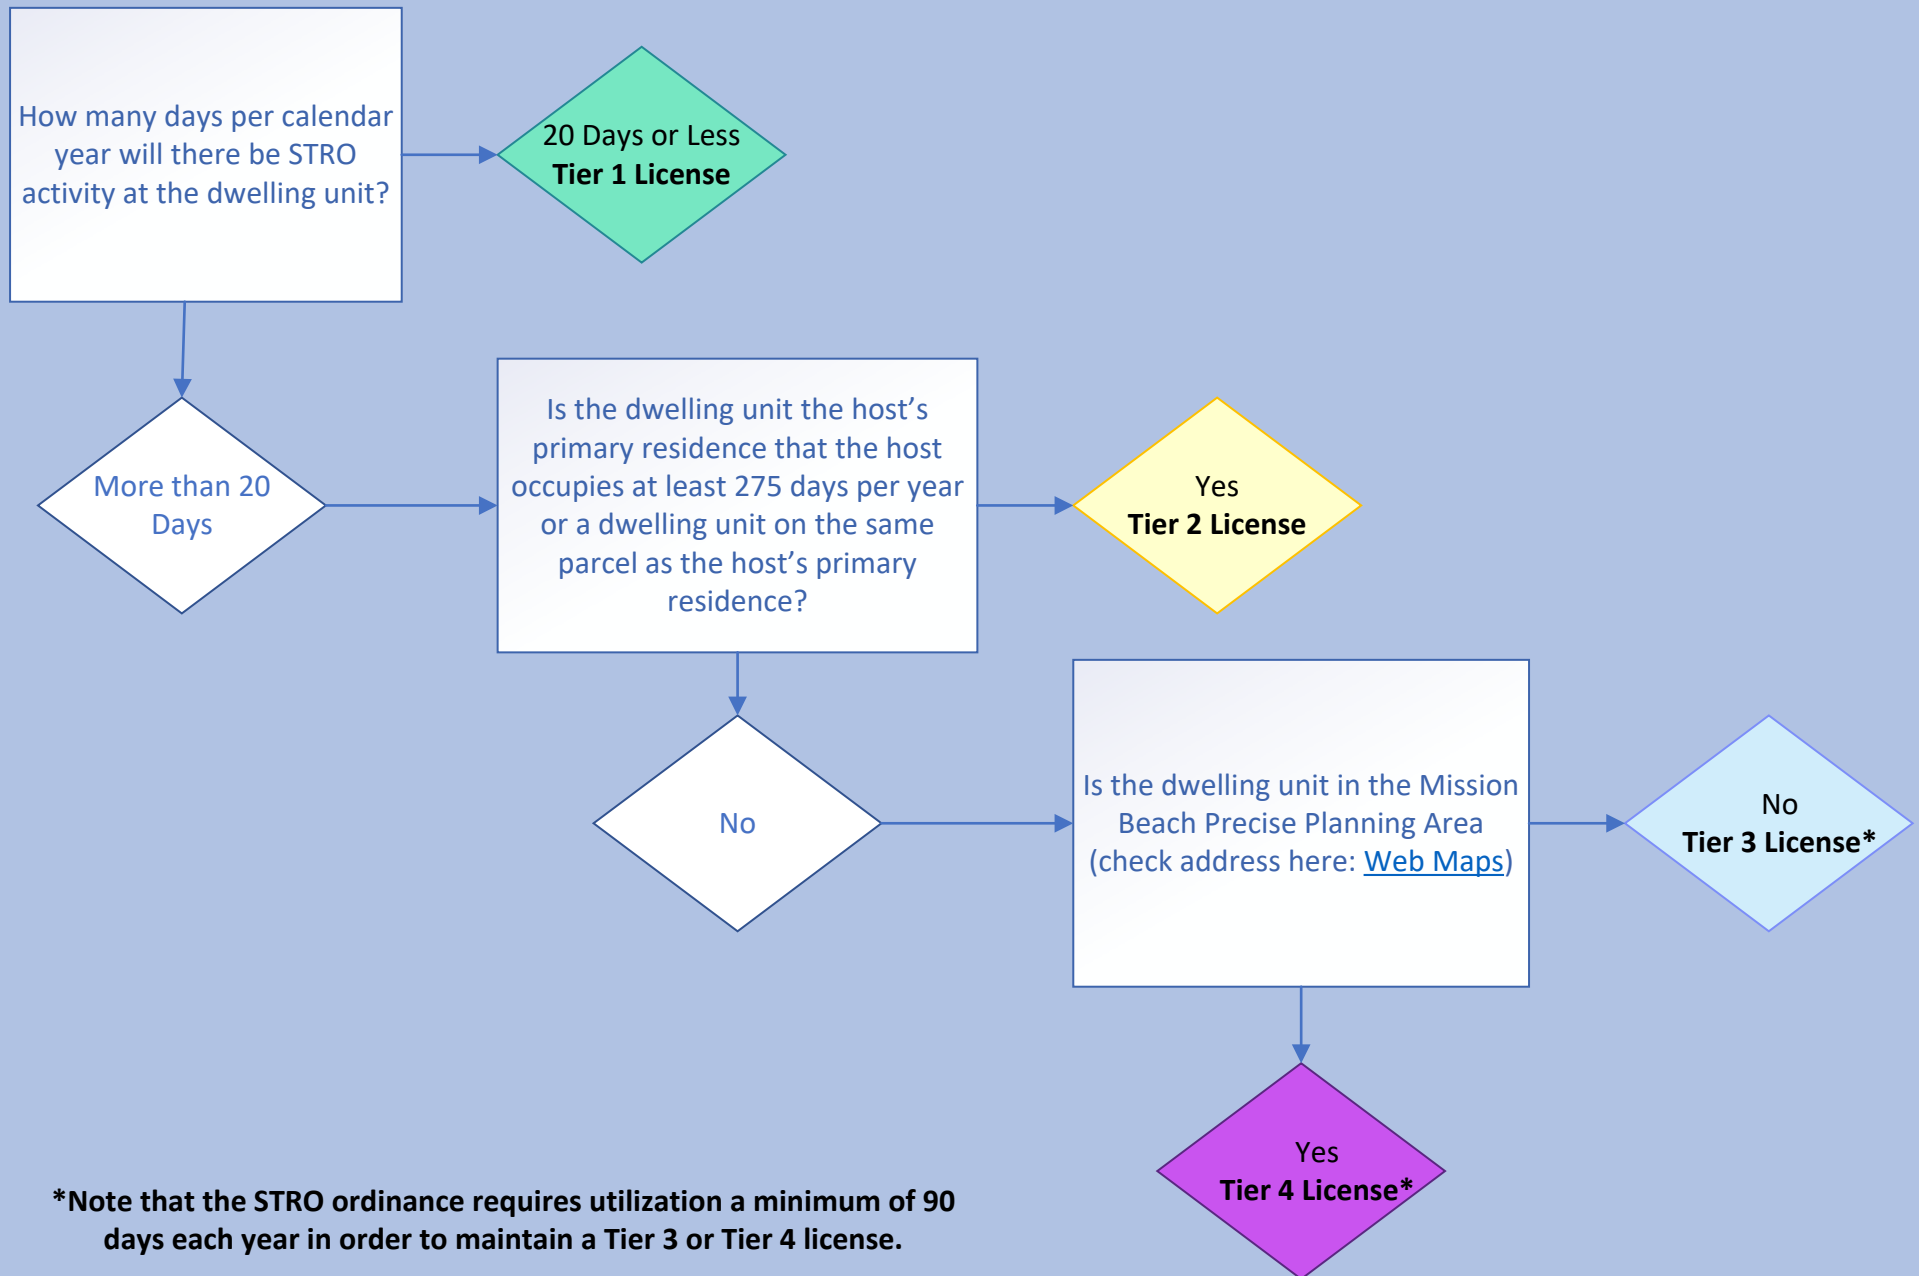 How many days per calendar
year will there be STRO
activity at the dwelling unit?
20 Days or Less
Tier 1 License
More than 20
Days
Is the dwelling unit the host’s
primary residence that the host
occupies at least 275 days per year
or a dwelling unit on the same
parcel as the host’s primary
residence?
Yes
Tier 2 License
No
Is the dwelling unit in the Mission
Beach Precise Planning Area
(check address here: Web Maps)
No
Tier 3 License*
Yes
Tier 4 License*
*Note that the STRO ordinance requires utilization a minimum of 90
days each year in order to maintain a Tier 3 or Tier 4 license.